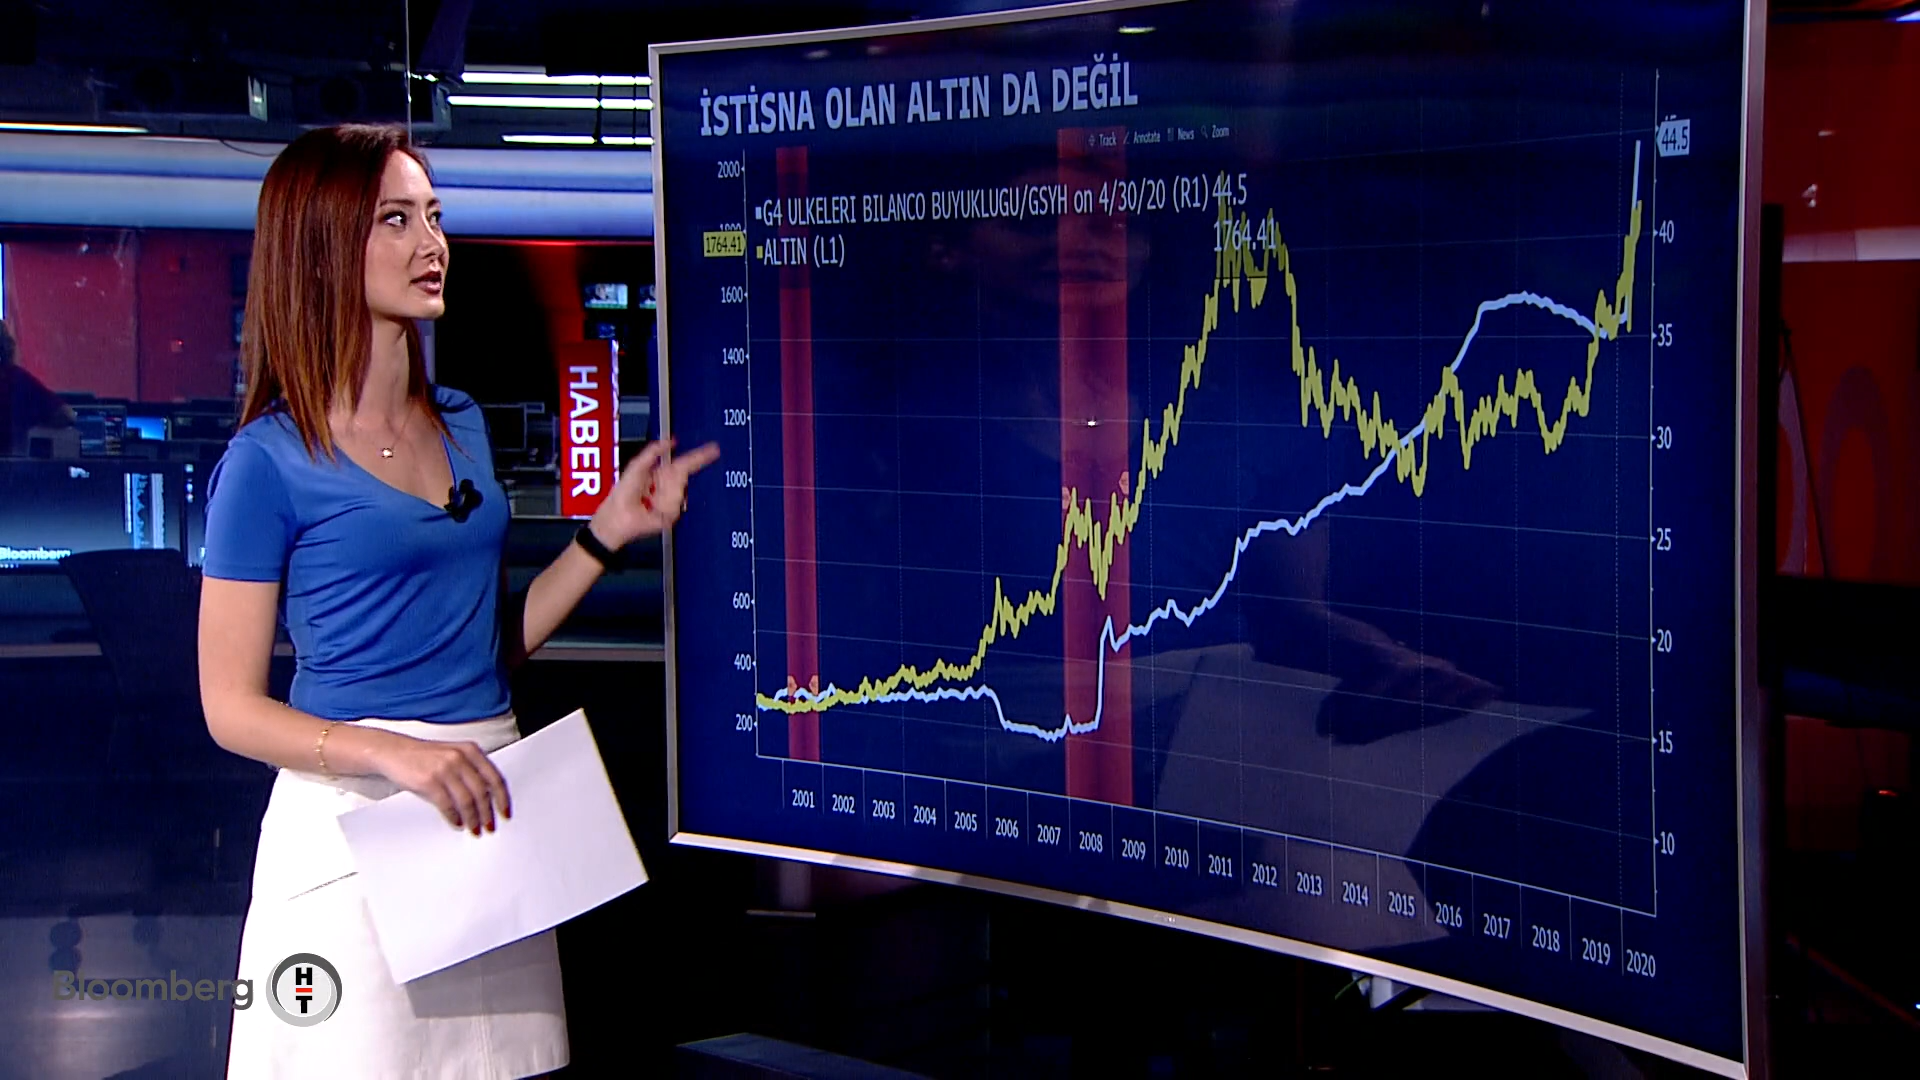 İSTİSNA OLAN ALTIN DA DEĞİL
Track Annotate News Zoom
G4 ULKELERI BILANCO BUYUKLUGU/GSYH on 4/30/20 (R1) 44.5
ALTIN (L1) 1764.41
2000
1764.41
1600
1400
1200
1000
800
600
400
200
44.5
40
35
30
25
20
15
10
2001 2002 2003 2004 2005 2006 2007 2008 2009 2010 2011 2012 2013 2014 2015 2016 2017 2018 2019 2020
HABER
Bloomberg
Bloomberg HT